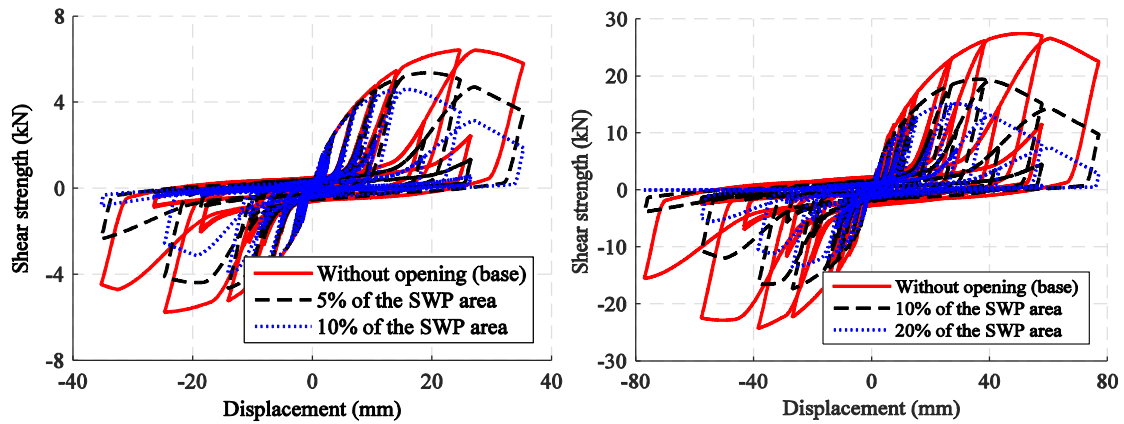 Shear strength (kN)
8
4
0
-4
-8
-40
-20
0
20
40
Displacement (mm)
Without opening (base)
5% of the SWP area
10% of the SWP area
Shear strength (kN)
30
20
10
0
-10
-20
-30
-80
-40
0
40
80
Displacement (mm)
Without opening (base)
10% of the SWP area
20% of the SWP area